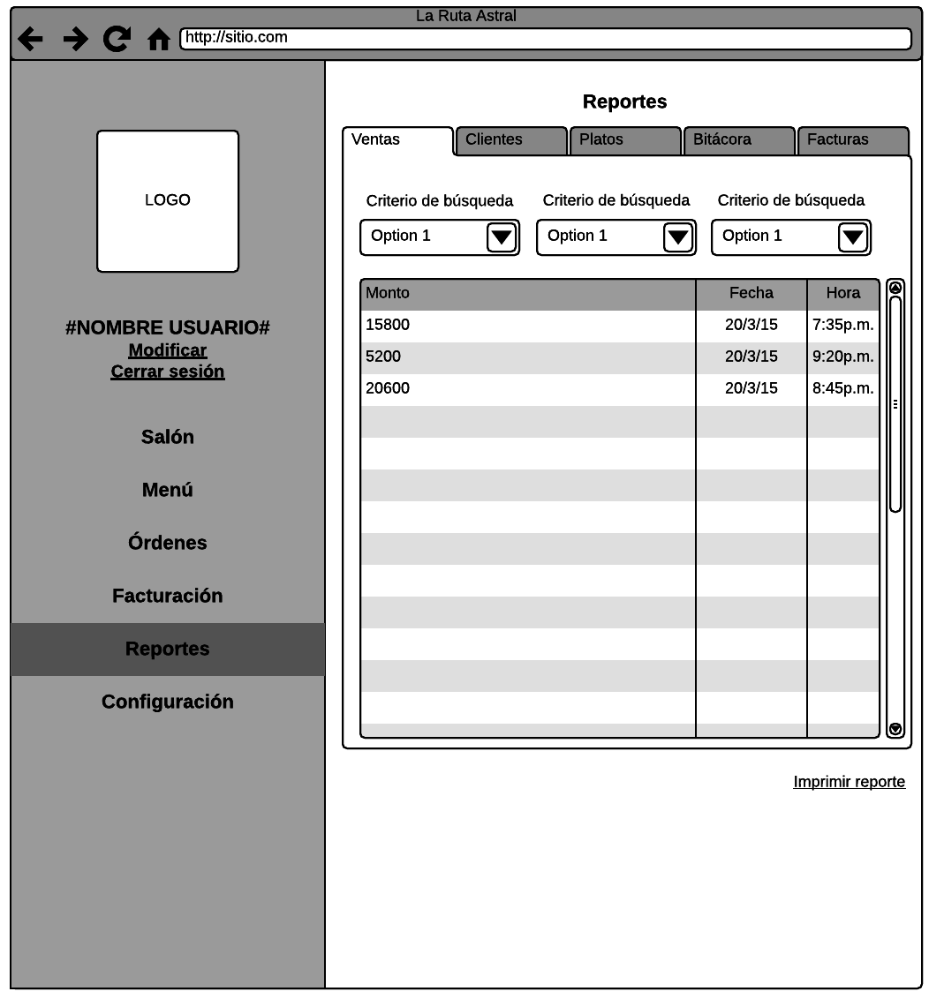 La Ruta Astral
http://sitio.com
LOGO
#NOMBRE USUARIO#
Modificar
Cerrar sesión
Salón
Menú
Órdenes
Facturación
Reportes
Configuración
Reportes
Ventas Clientes Platos Bitácora Facturas
Criterio de búsqueda Criterio de búsqueda Criterio de búsqueda
Option 1 Option 1 Option 1
Monto Fecha Hora
15800 20/3/15 7:35p.m.
5200 20/3/15 9:20p.m.
20600 20/3/15 8:45p.m.
Imprimir reporte